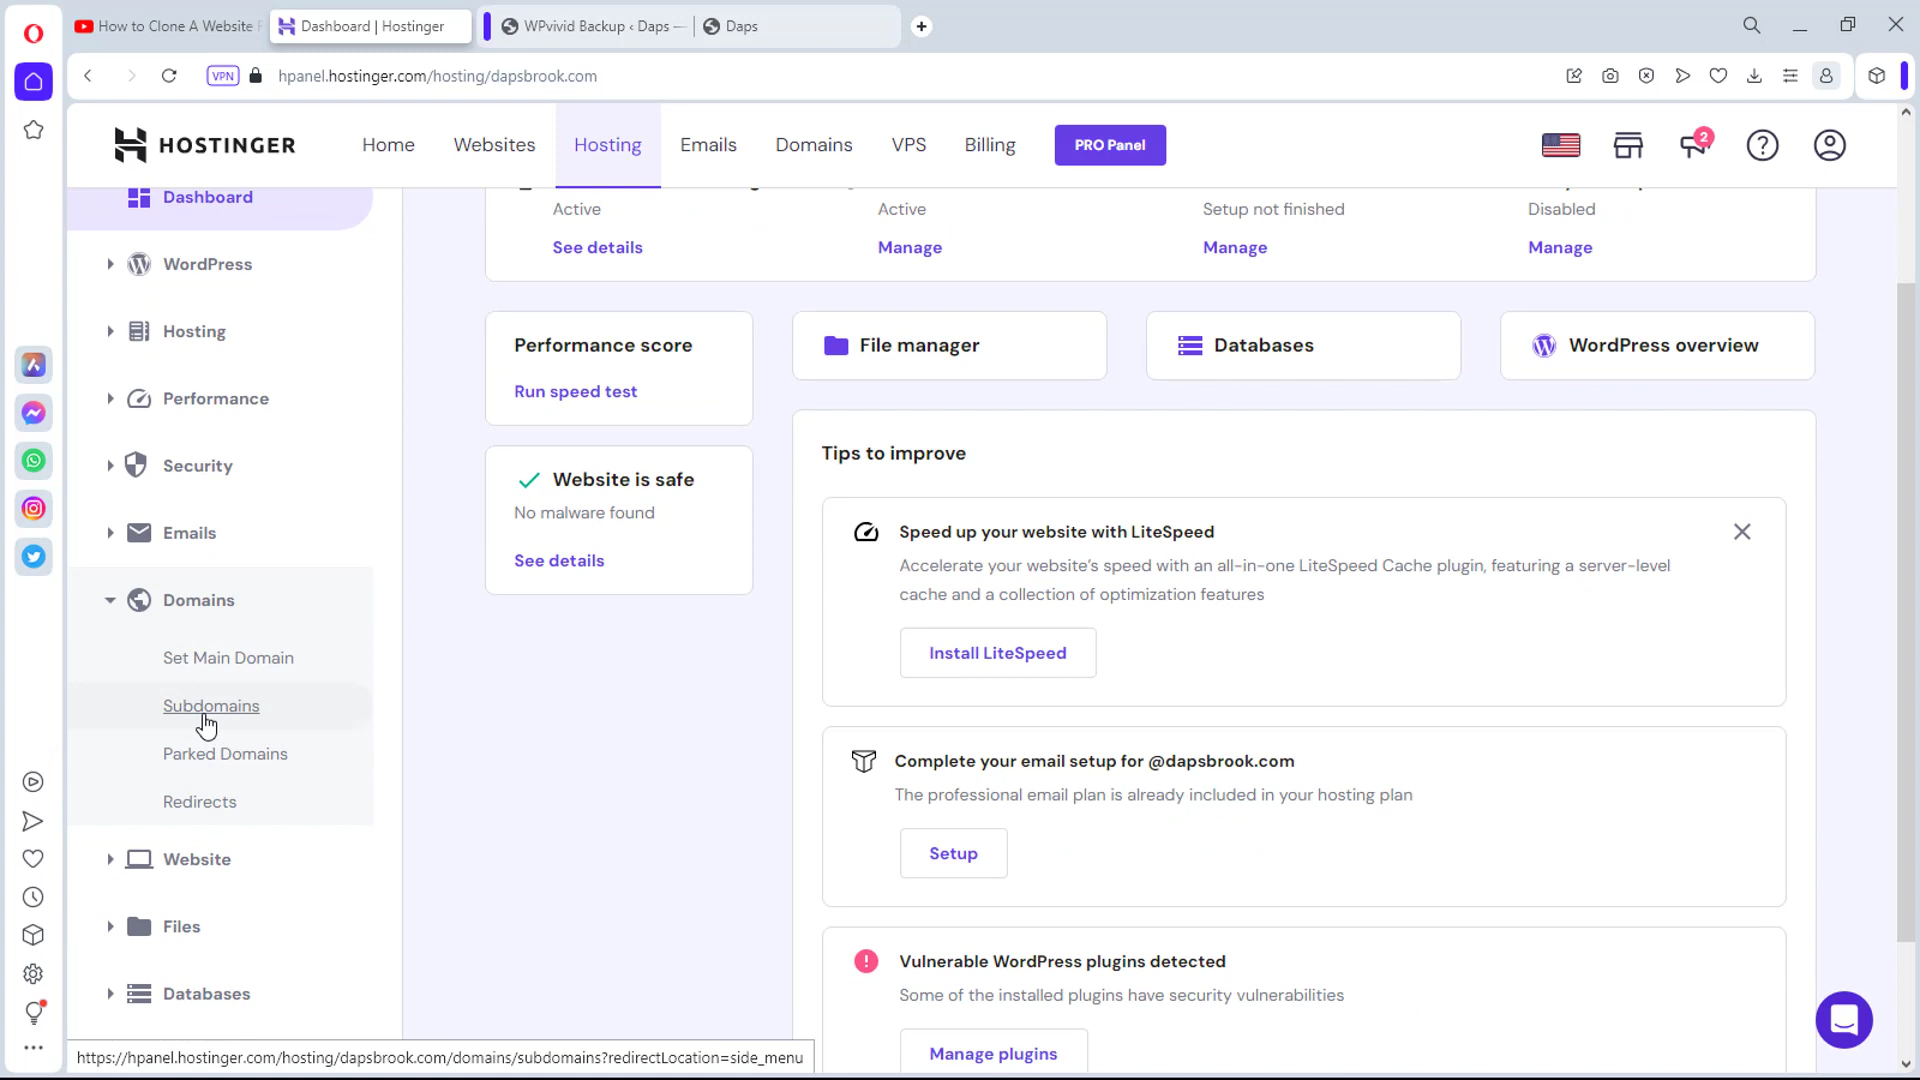 How to Clone A Website
Dashboard | Hostinger
WPvivid Backup ‹ Daps —
Daps
VPN
hpanel.hostinger.com/hosting/dapsbrook.com
HOSTINGER
Home
Websites
Hosting
Emails
Domains
VPS
Billing
PRO Panel
2
Dashboard
WordPress
Hosting
Performance
Security
Emails
Domains
Set Main Domain
Subdomains
Parked Domains
Redirects
Website
Files
Databases
Active
See details
Active
Manage
Setup not finished
Manage
Disabled
Manage
Performance score
Run speed test
File manager
Databases
WordPress overview
Website is safe
No malware found
See details
Tips to improve
Speed up your website with LiteSpeed
Accelerate your website's speed with an all-in-one LiteSpeed Cache plugin, featuring a server-level
cache and a collection of optimization features
Install LiteSpeed
Complete your email setup for @dapsbrook.com
The professional email plan is already included in your hosting plan
Setup
Vulnerable WordPress plugins detected
Some of the installed plugins have security vulnerabilities
Manage plugins
https://hpanel.hostinger.com/hosting/dapsbrook.com/domains/subdomains?redirectLocation=side_menu